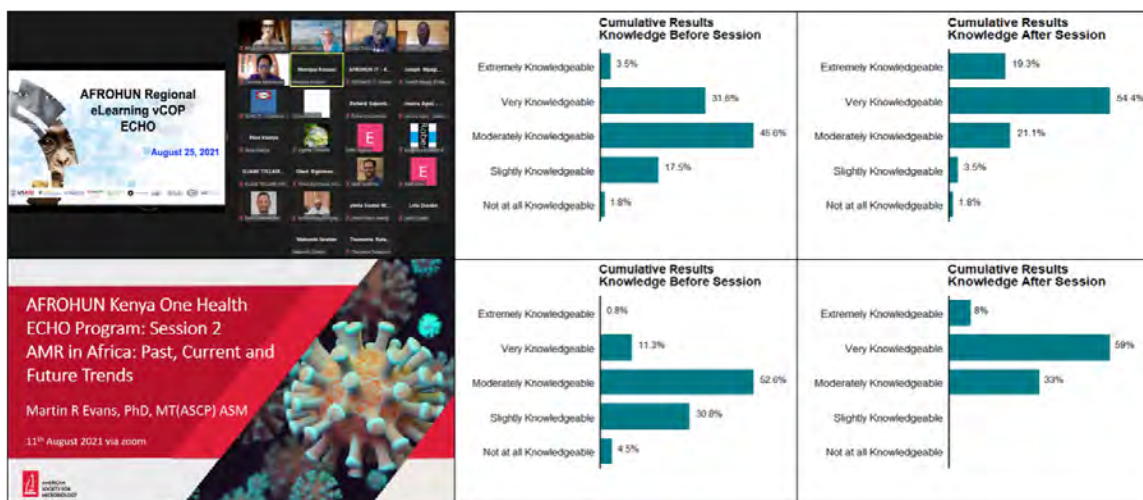 AFROHUN Regional
eLearning vCOP
ECHO
August 25, 2021
Cumulative Results
Knowledge Before Session
Extremely Knowledgeable
3.5%
Very Knowledgeable
31.6%
Moderately Knowledgeable
45.6%
Slightly Knowledgeable
17.5%
Not at all Knowledgeable
1.8%
Cumulative Results
Knowledge After Session
Extremely Knowledgeable
19.3%
Very Knowledgeable
54.4%
Moderately Knowledgeable
21.1%
Slightly Knowledgeable
3.5%
Not at all Knowledgeable
1.8%
AFROHUN Kenya One Health
ECHO Program: Session 2
AMR in Africa: Past, Current and
Future Trends
Martin R Evans, PhD, MT(ASCP) ASM
11th August 2021 via zoom
AMERICAN
SOCIETY FOR
MICROBIOLOGY
Cumulative Results
Knowledge Before Session
Extremely Knowledgeable
0.8%
Very Knowledgeable
11.3%
Moderately Knowledgeable
52.6%
Slightly Knowledgeable
30.8%
Not at all Knowledgeable
4.5%
Cumulative Results
Knowledge After Session
Extremely Knowledgeable
8%
Very Knowledgeable
59%
Moderately Knowledgeable
33%
Slightly Knowledgeable
Not at all Knowledgeable